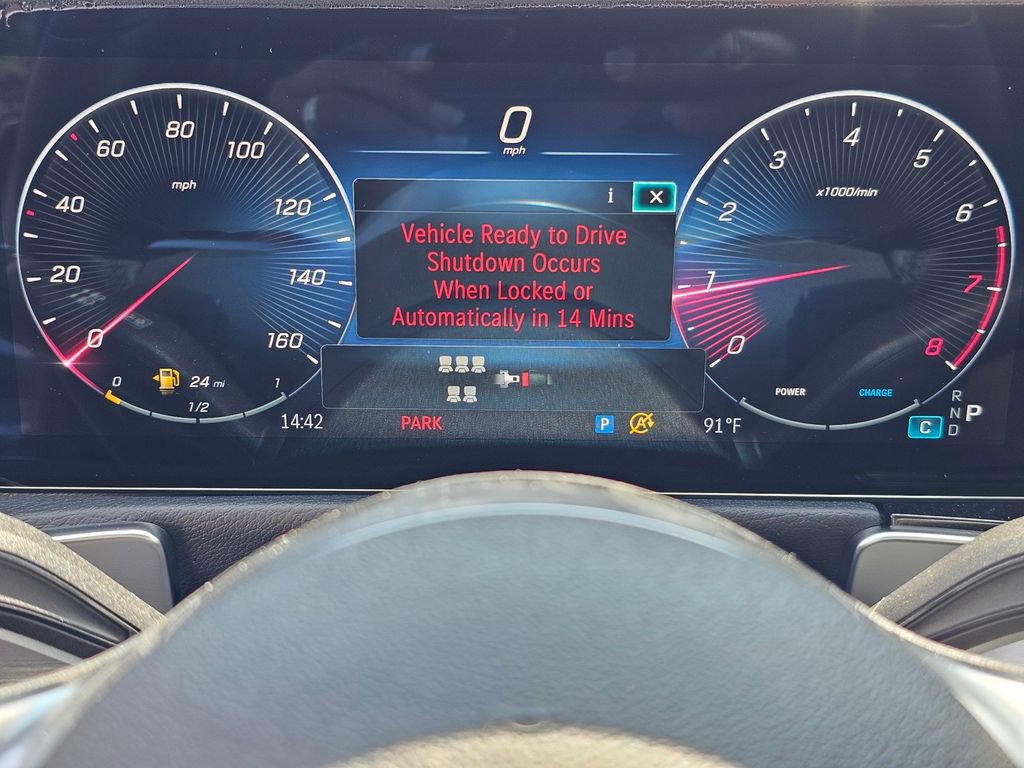 0
mph
i X
Vehicle Ready to Drive
Shutdown Occurs
When Locked or
Automatically in 14 Mins
0
20
40
60
80
100
120
140
160
mph
0 1/2 1
24 mi
14:42
PARK
P
A
91°F
0
1
2
3
4
5
6
7
8
x1000/min
POWER CHARGE
C
R
N
D
P